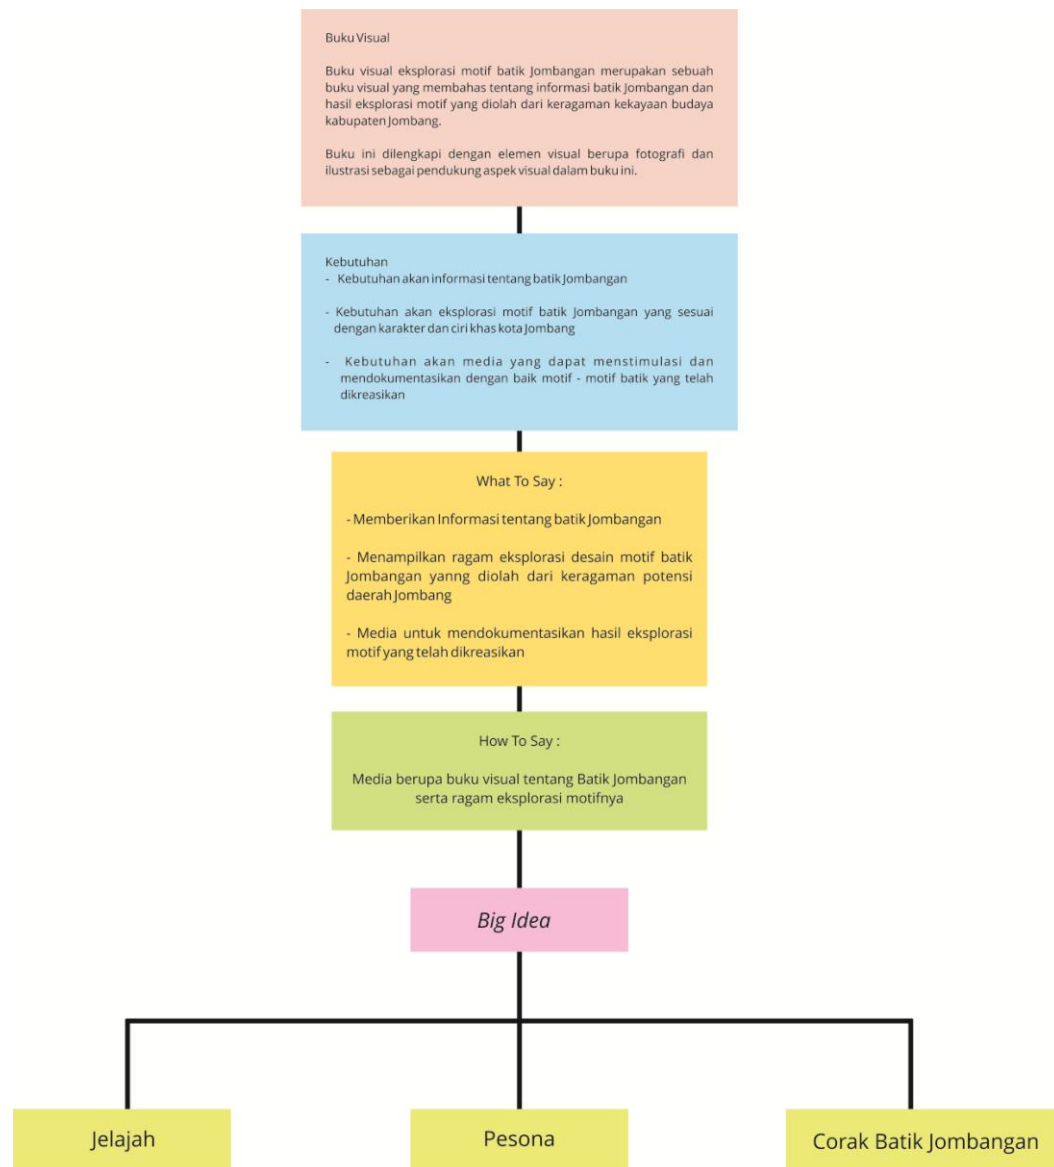 Buku Visual
Buku visual eksplorasi motif batik Jombangan merupakan sebuah
buku visual yang membahas tentang informasi batik Jombangan dan
hasil eksplorasi motif yang diolah dari keragaman kekayaan budaya
kabupaten Jombang.
Buku ini dilengkapi dengan elemen visual berupa fotografi dan
ilustrasi sebagai pendukung aspek visual dalam buku ini.
Kebutuhan
- Kebutuhan akan informasi tentang batik Jombangan
- Kebutuhan akan eksplorasi motif batik Jombangan yang sesuai
dengan karakter dan ciri khas kota Jombang
- Kebutuhan akan media yang dapat menstimulasi dan
mendokumentasikan dengan baik motif - motif batik yang telah
dikreasikan
What To Say :
- Memberikan Informasi tentang batik Jombangan
- Menampilkan ragam eksplorasi desain motif batik
Jombangan yanng diolah dari keragaman potensi
daerah Jombang
- Media untuk mendokumentasikan hasil eksplorasi
motif yang telah dikreasikan
How To Say :
Media berupa buku visual tentang Batik Jombangan
serta ragam eksplorasi motifnya
Big Idea
Jelajah
Pesona
Corak Batik Jombangan